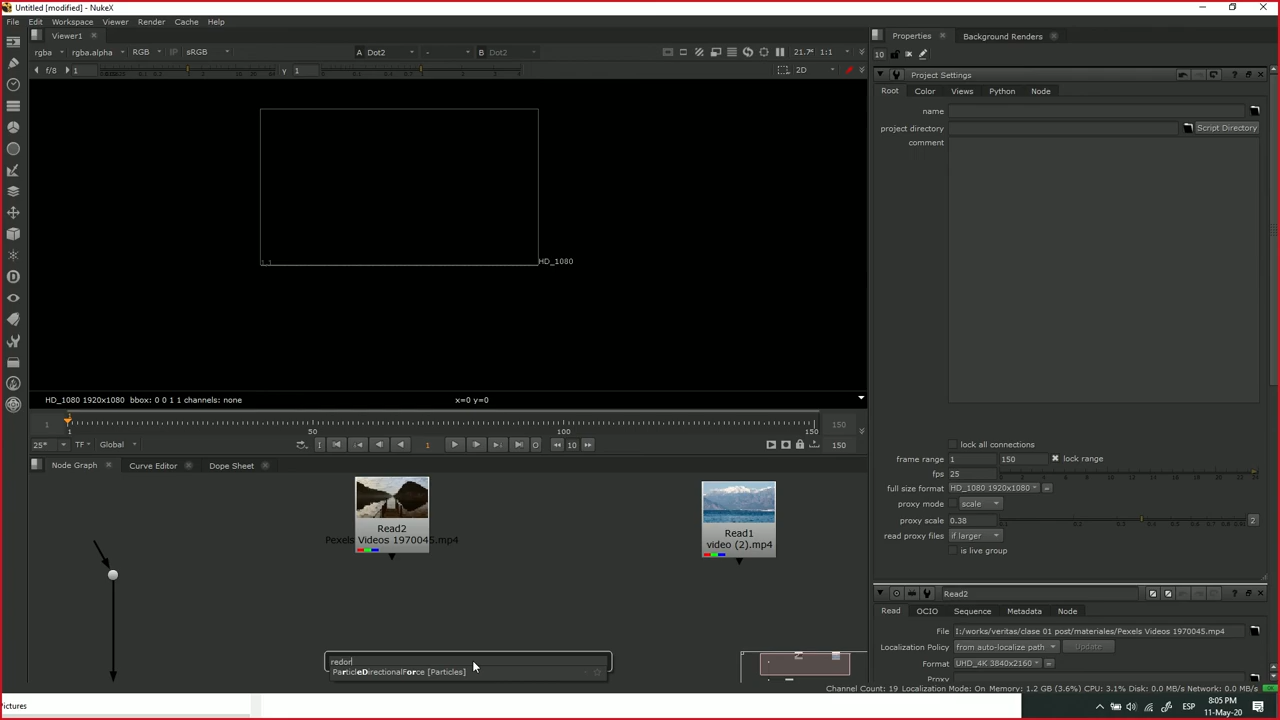 Untitled [modified] - NukeX
File Edit Workspace Viewer Render Cache Help
Viewer1
rgba rgba.alpha RGB IP sRGB A Dot2 - B Dot2 21.7* 1:1
f/8 1 y 1 2D
HD_1080
HD_1080 1920x1080 bbox: 0 0 1 1 channels: none x=0 y=0
1 1 50 100 150 150
25* TF Global 1 10 150
Node Graph Curve Editor Dope Sheet
Read2
Pexels Videos 1970045.mp4
Read1
video (2).mp4
redor
ParticleDirectionalForce [Particles]
Properties Background Renders
10
Project Settings
Root Color Views Python Node
name
project directory Script Directory
comment
lock all connections
frame range 1 150 lock range
fps 25
full size format HD_1080 1920x1080
proxy mode scale
proxy scale 0.38 2
read proxy files if larger
is live group
Read2
Read OCIO Sequence Metadata Node
File I:/works/veritas/clase 01 post/materiales/Pexels Videos 1970045.mp4
Localization Policy from auto-localize path Update
Format UHD_4K 3840x2160
Proxy
Channel Count: 19 Localization Mode: On Memory: 1.2 GB (3.6%) CPU: 3.1% Disk: 0.0 MB/s Network: 0.0 MB/s
Pictures
ESP
8:05 PM
11-May-20